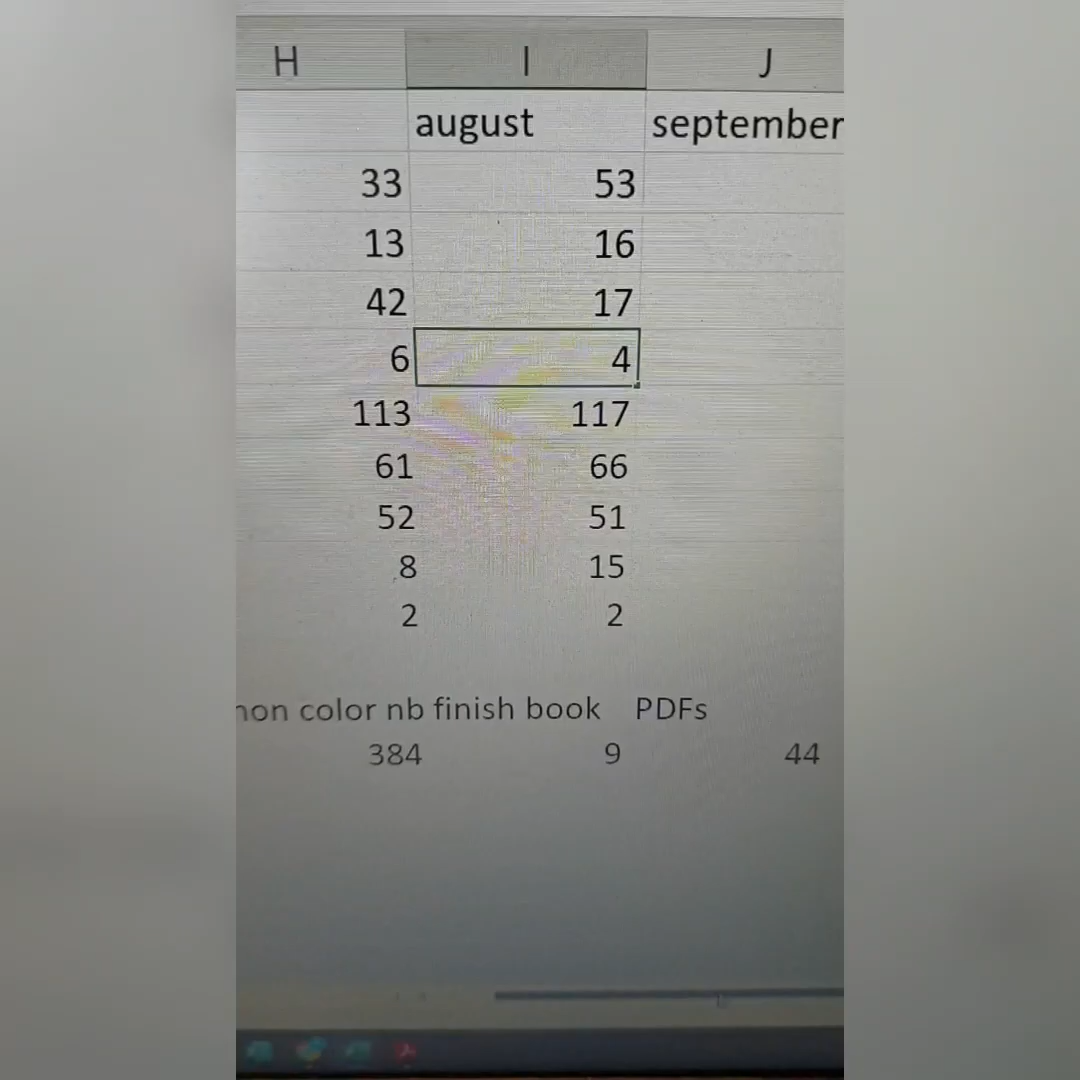 H I J
august september
33 53
13 16
42 17
6 4
113 117
61 66
52 51
8 15
2 2
non color nb finish book PDFs
384 9 44